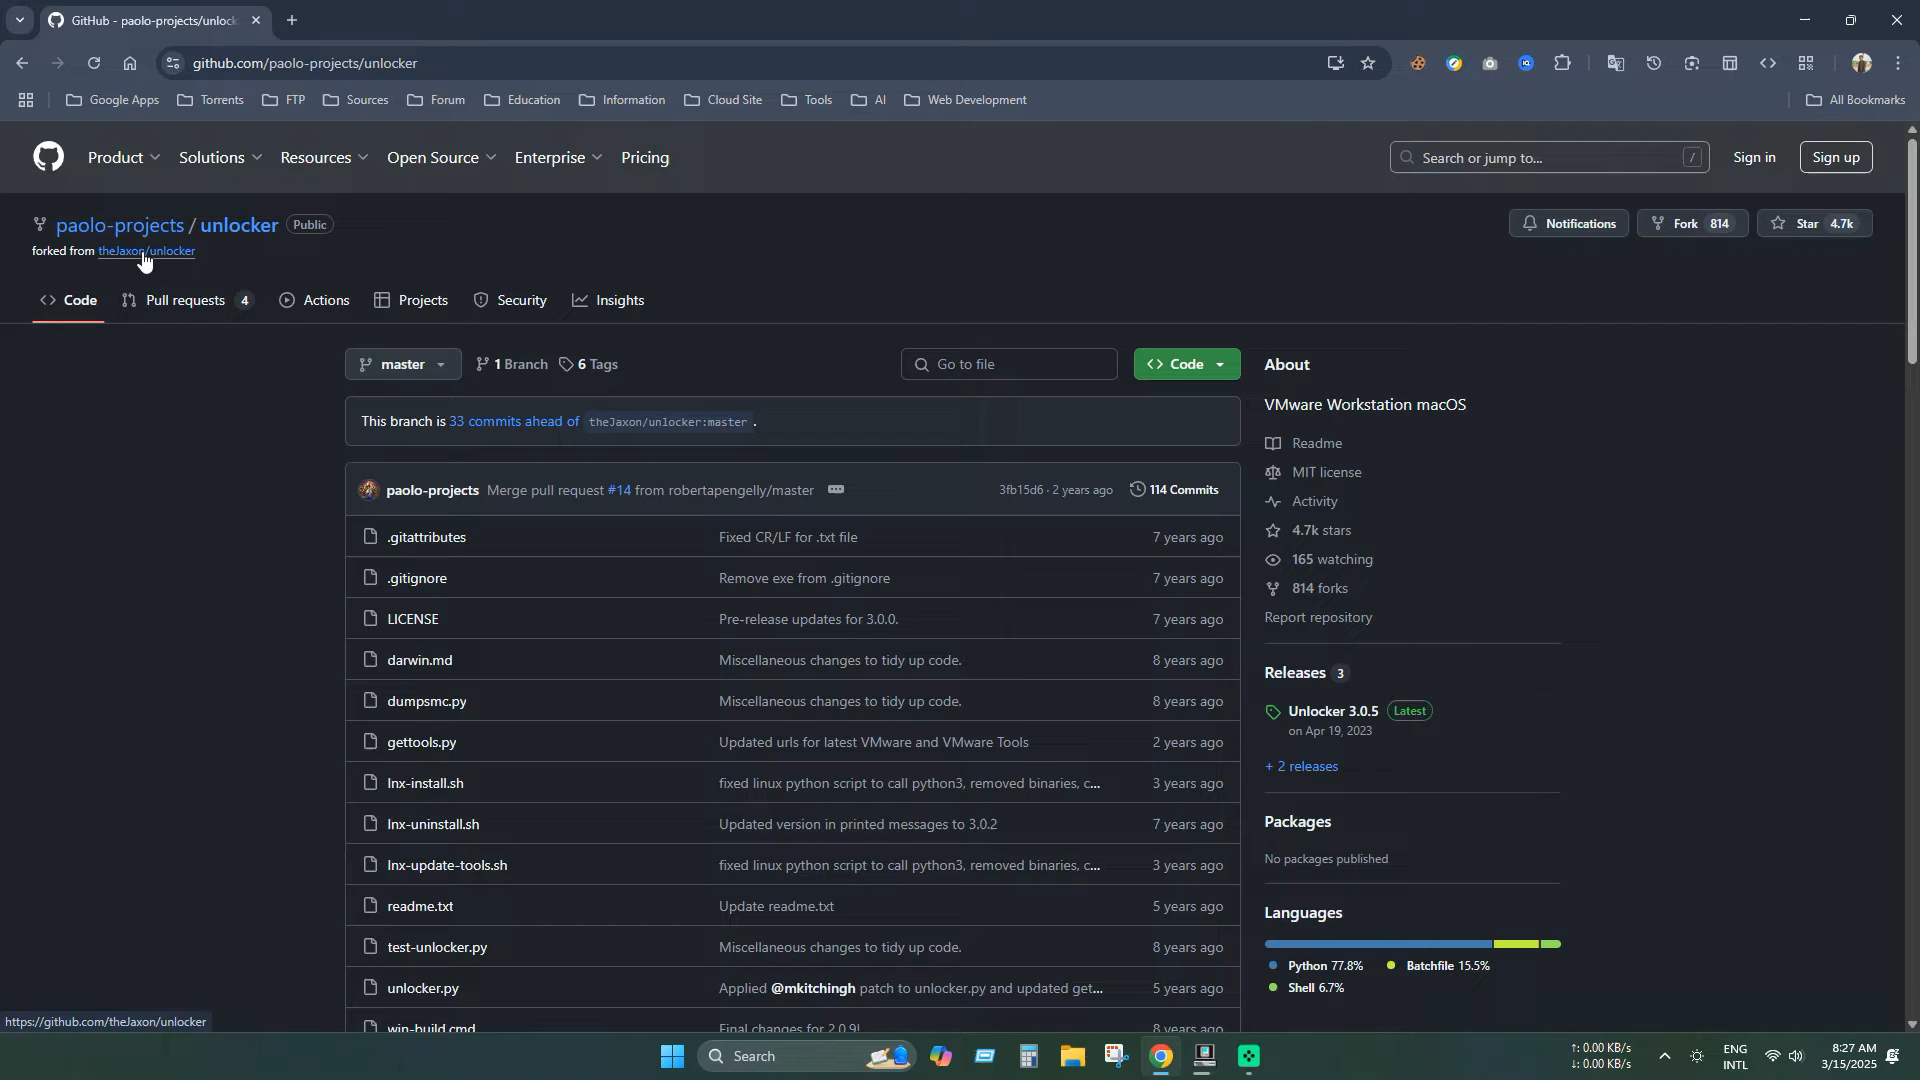 GitHub - paolo-projects/unlock
github.com/paolo-projects/unlocker
Google Apps
Torrents
FTP
Sources
Forum
Education
Information
Cloud Site
Tools
AI
Web Development
All Bookmarks
Product
Solutions
Resources
Open Source
Enterprise
Pricing
Search or jump to...
/
Sign in
Sign up
paolo-projects / unlocker
Public
forked from theJaxon/unlocker
Notifications
Fork 814
Star 4.7k
Code
Pull requests 4
Actions
Projects
Security
Insights
master
1 Branch
6 Tags
Go to file
Code
This branch is 33 commits ahead of theJaxon/unlocker:master .
paolo-projects Merge pull request #14 from robertapengelly/master
3fb15d6 · 2 years ago
114 Commits
.gitattributes Fixed CR/LF for .txt file 7 years ago
.gitignore Remove exe from .gitignore 7 years ago
LICENSE Pre-release updates for 3.0.0. 7 years ago
darwin.md Miscellaneous changes to tidy up code. 8 years ago
dumpsmc.py Miscellaneous changes to tidy up code. 8 years ago
gettools.py Updated urls for latest VMware and VMware Tools 2 years ago
lnx-install.sh fixed linux python script to call python3, removed binaries, c... 3 years ago
lnx-uninstall.sh Updated version in printed messages to 3.0.2 7 years ago
lnx-update-tools.sh fixed linux python script to call python3, removed binaries, c... 3 years ago
readme.txt Update readme.txt 5 years ago
test-unlocker.py Miscellaneous changes to tidy up code. 8 years ago
unlocker.py Applied @mkitchingh patch to unlocker.py and updated get... 5 years ago
win-build.cmd Final changes for 2.0.9! 8 years ago
About
VMware Workstation macOS
Readme
MIT license
Activity
4.7k stars
165 watching
814 forks
Report repository
Releases 3
Unlocker 3.0.5 Latest
on Apr 19, 2023
+ 2 releases
Packages
No packages published
Languages
Python 77.8%
Batchfile 15.5%
Shell 6.7%
https://github.com/theJaxon/unlocker
Search
↑: 0.00 KB/s
↓: 0.00 KB/s
ENG
INTL
8:27 AM
3/15/2025